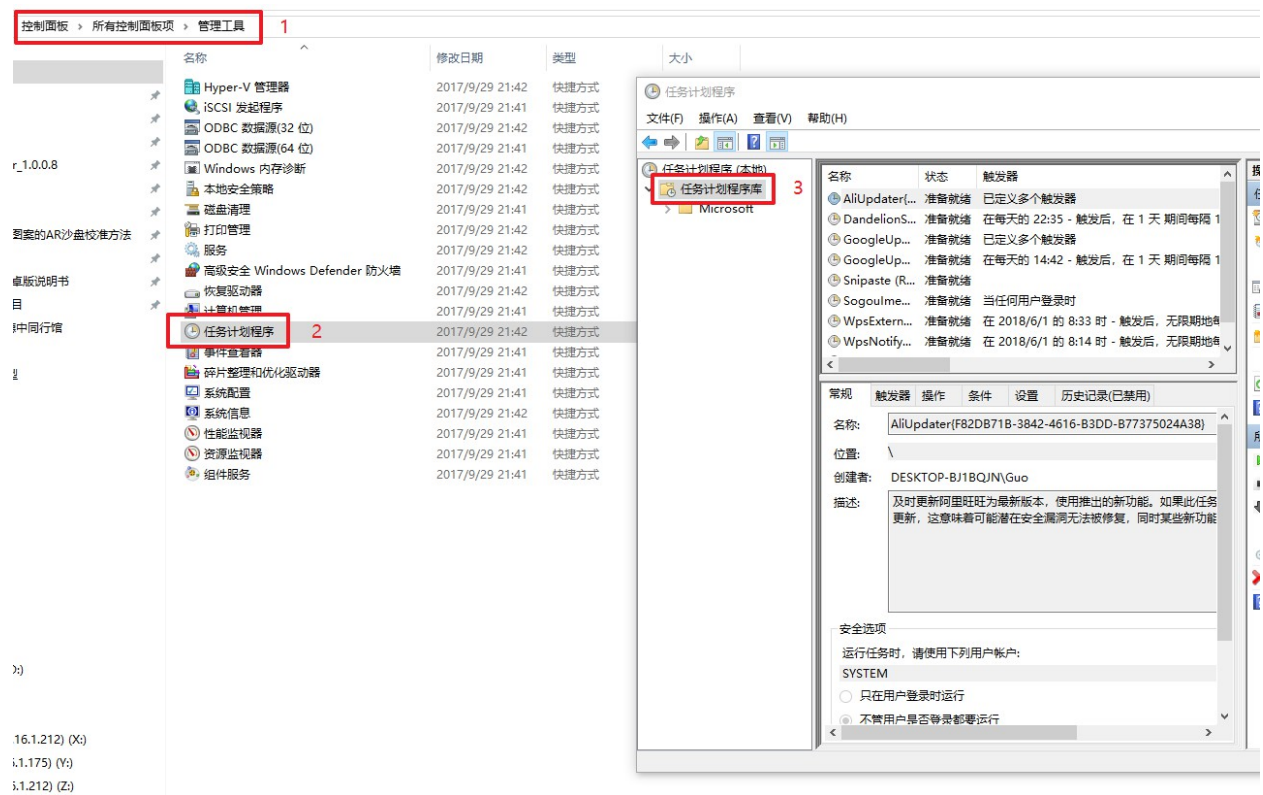 控制面板 › 所有控制面板项 › 管理工具 1
名称 修改日期 类型 大小
Hyper-V 管理器 2017/9/29 21:42 快捷方式
iSCSI 发起程序 2017/9/29 21:41 快捷方式
ODBC 数据源(32 位) 2017/9/29 21:42 快捷方式
ODBC 数据源(64 位) 2017/9/29 21:41 快捷方式
Windows 内存诊断 2017/9/29 21:41 快捷方式
本地安全策略 2017/9/29 21:42 快捷方式
磁盘清理 2017/9/29 21:41 快捷方式
打印管理 2017/9/29 21:42 快捷方式
服务 2017/9/29 21:42 快捷方式
高级安全 Windows Defender 防火墙 2017/9/29 21:41 快捷方式
恢复驱动器 2017/9/29 21:42 快捷方式
计算机管理 2017/9/29 21:41 快捷方式
任务计划程序 2 2017/9/29 21:42 快捷方式
事件查看器 2017/9/29 21:41 快捷方式
碎片整理和优化驱动器 2017/9/29 21:41 快捷方式
系统配置 2017/9/29 21:41 快捷方式
系统信息 2017/9/29 21:42 快捷方式
性能监视器 2017/9/29 21:41 快捷方式
资源监视器 2017/9/29 21:41 快捷方式
组件服务 2017/9/29 21:41 快捷方式
r_1.0.0.8
图案的AR沙盘校准方法
卓版说明书
目
中同行馆
:)
.16.1.212) (X:)
.1.175) (Y:)
.1.212) (Z:)
任务计划程序
文件(F) 操作(A) 查看(V) 帮助(H)
任务计划程序 (本地)
任务计划程序库 3
Microsoft
名称 状态 触发器
AliUpdater{... 准备就绪 已定义多个触发器
DandelionS... 准备就绪 在每天的 22:35 - 触发后，在 1 天 期间每隔 1
GoogleUp... 准备就绪 已定义多个触发器
GoogleUp... 准备就绪 在每天的 14:42 - 触发后，在 1 天 期间每隔 1
Snipaste (R... 准备就绪
SogouIme... 准备就绪 当任何用户登录时
WpsExtern... 准备就绪 在 2018/6/1 的 8:33 时 - 触发后，无限期地每
WpsNotify... 准备就绪 在 2018/6/1 的 8:14 时 - 触发后，无限期地每
常规 触发器 操作 条件 设置 历史记录(已禁用)
名称: AliUpdater{F82DB71B-3842-4616-B3DD-B77375024A38}
位置: \
创建者: DESKTOP-BJ1BQJN\Guo
描述: 及时更新阿里旺旺为最新版本，使用推出的新功能。如果此任务
更新，这意味着可能潜在安全漏洞无法被修复，同时某些新功能
安全选项
运行任务时，请使用下列用户帐户:
SYSTEM
只在用户登录时运行
不管用户是否登录都要运行